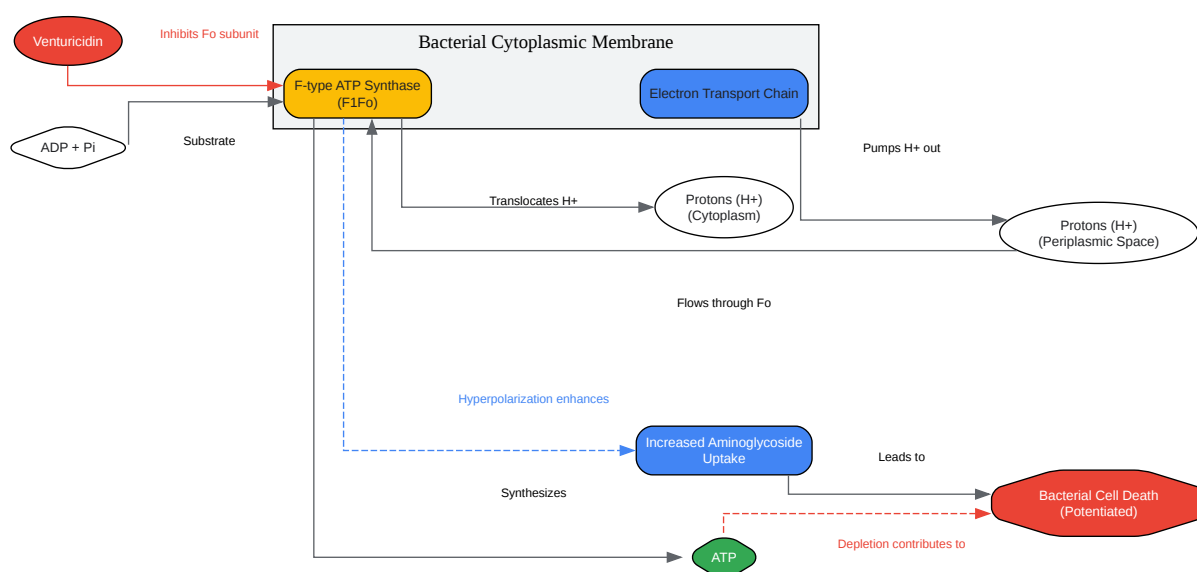 Venturicidin
Inhibits Fo subunit
Bacterial Cytoplasmic Membrane
F-type ATP Synthase
(F1Fo)
Electron Transport Chain
ADP + Pi
Substrate
Pumps H+ out
Translocates H+
Protons (H+)
(Cytoplasm)
Protons (H+)
(Periplasmic Space)
Flows through Fo
Hyperpolarization enhances
Increased Aminoglycoside
Uptake
Leads to
Synthesizes
Bacterial Cell Death
(Potentiated)
Depletion contributes to
ATP